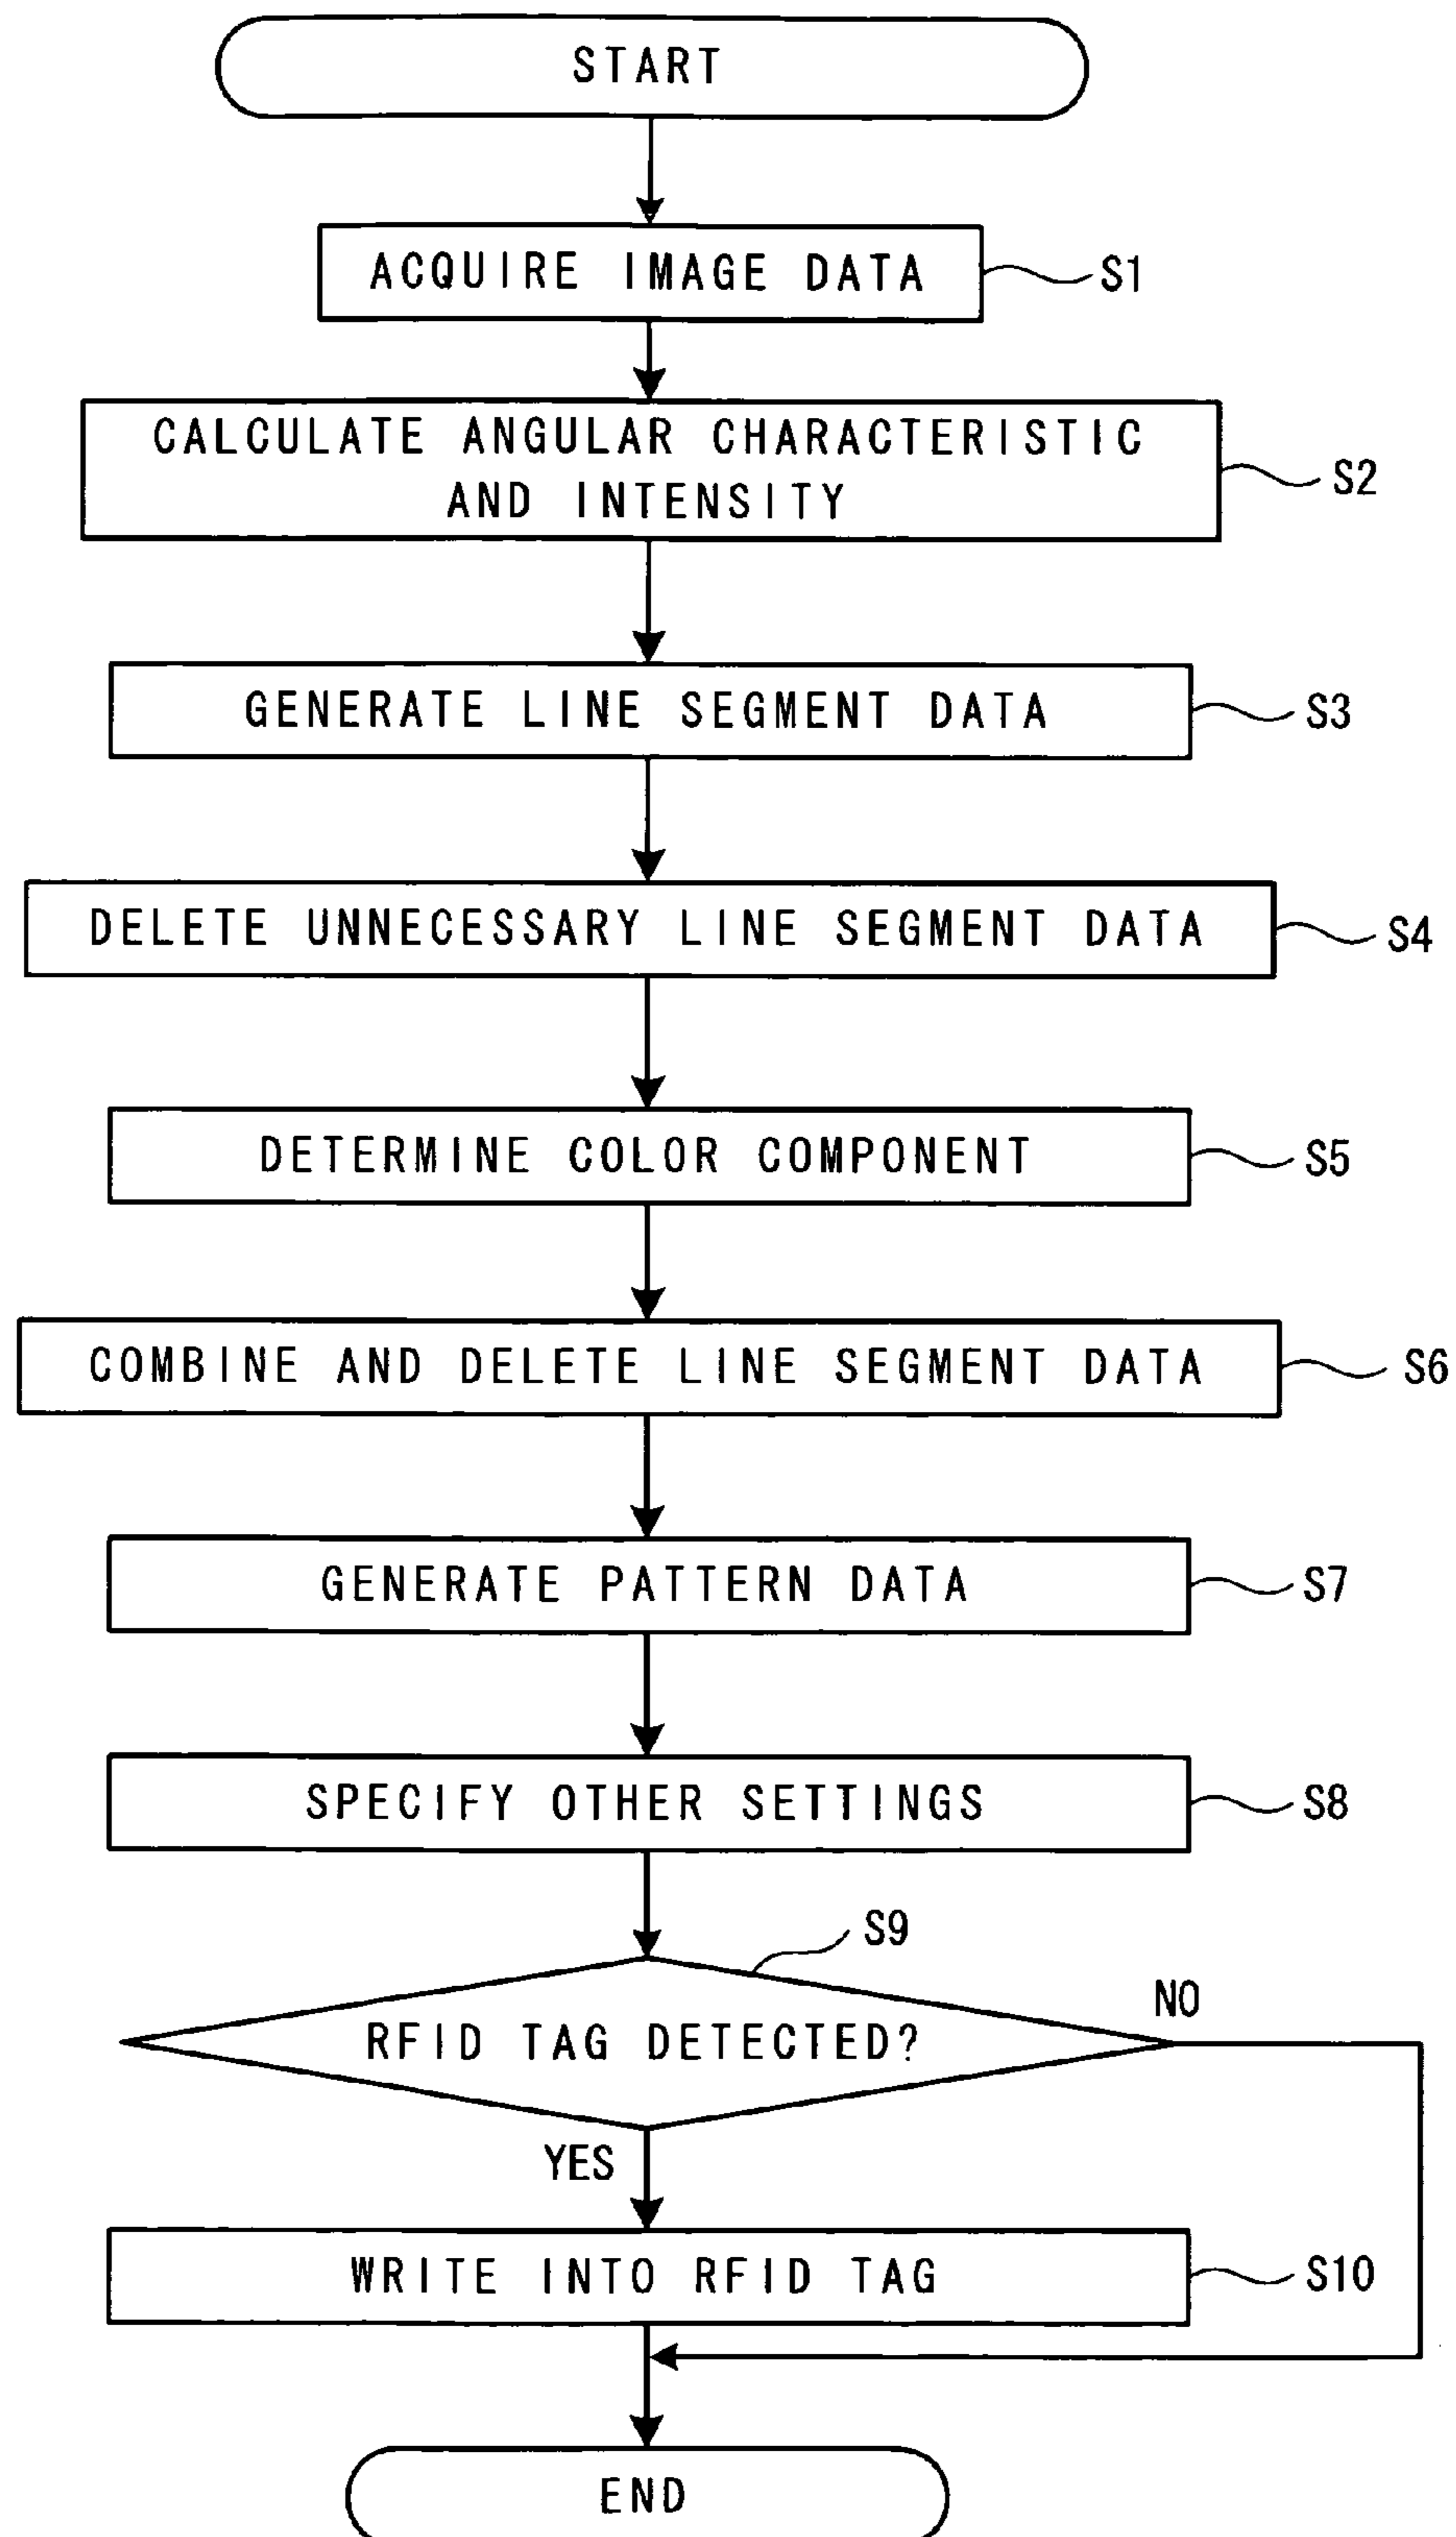 START
ACQUIRE IMAGE DATA
S1
CALCULATE ANGULAR CHARACTERISTIC
AND INTENSITY
S2
GENERATE LINE SEGMENT DATA
S3
DELETE UNNECESSARY LINE SEGMENT DATA
S4
DETERMINE COLOR COMPONENT
S5
COMBINE AND DELETE LINE SEGMENT DATA
S6
GENERATE PATTERN DATA
S7
SPECIFY OTHER SETTINGS
S8
S9
NO
RFID TAG DETECTED?
YES
WRITE INTO RFID TAG
S10
END